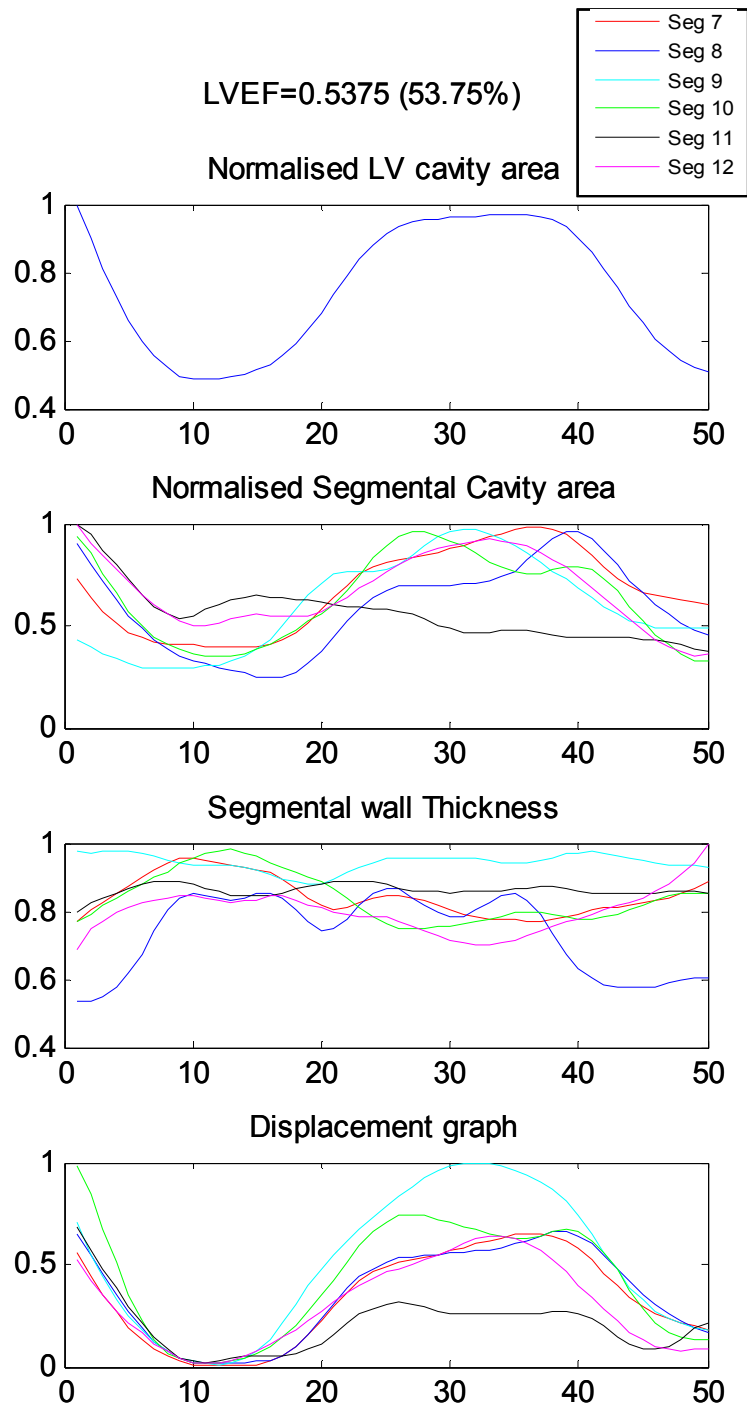 Seg 7
Seg 8
Seg 9
Seg 10
Seg 11
Seg 12
LVEF=0.5375 (53.75%)
Normalised LV cavity area
1
0.8
0.6
0.4
0 10 20 30 40 50
Normalised Segmental Cavity area
1
0.5
0
0 10 20 30 40 50
Segmental wall Thickness
1
0.8
0.6
0.4
0 10 20 30 40 50
Displacement graph
1
0.5
0
0 10 20 30 40 50